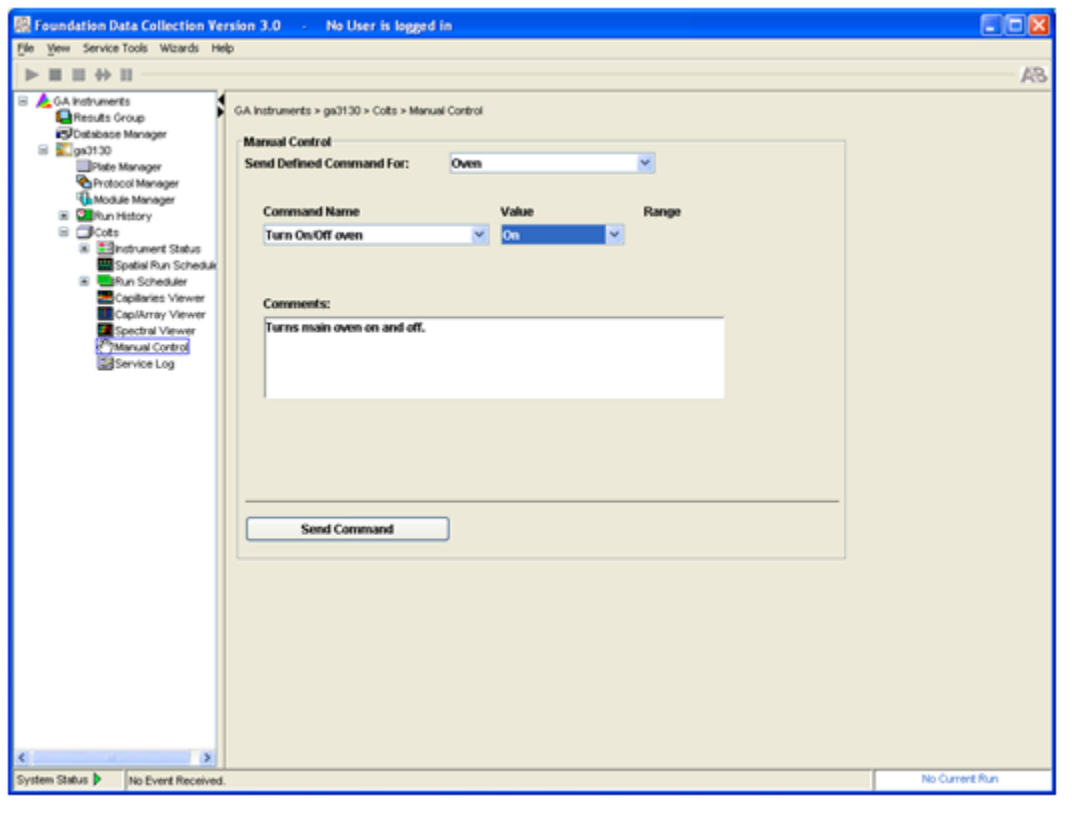 Foundation Data Collection Version 3.0 - No User is logged in
File View Service Tools Wizards Help
AB
GA Instruments
Results Group
Database Manager
ga3130
Plate Manager
Protocol Manager
Module Manager
Run History
Colts
Instrument Status
Spatial Run Schedule
Run Scheduler
Capillaries Viewer
Cap/Array Viewer
Spectral Viewer
Manual Control
Service Log
GA Instruments > ga3130 > Colts > Manual Control
Manual Control
Send Defined Command For: Oven
Command Name Value Range
Turn On/Off oven On
Comments:
Turns main oven on and off.
Send Command
System Status No Event Received. No Current Run